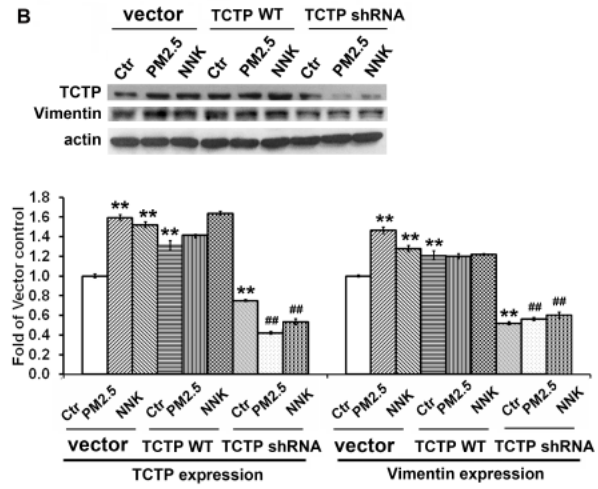 B
vector TCTP WT TCTP shRNA
Ctr PM2.5 NNK Ctr PM2.5 NNK Ctr PM2.5 NNK
TCTP
Vimentin
actin
Fold of Vector control
1.8
1.6
1.4
1.2
1.0
0.8
0.6
0.4
0.2
0.0
** ** ** ** ## ## ** ** ** ** ## ##
Ctr PM2.5 NNK Ctr PM2.5 NNK Ctr PM2.5 NNK Ctr PM2.5 NNK Ctr PM2.5 NNK Ctr PM2.5 NNK
vector TCTP WT TCTP shRNA vector TCTP WT TCTP shRNA
TCTP expression Vimentin expression